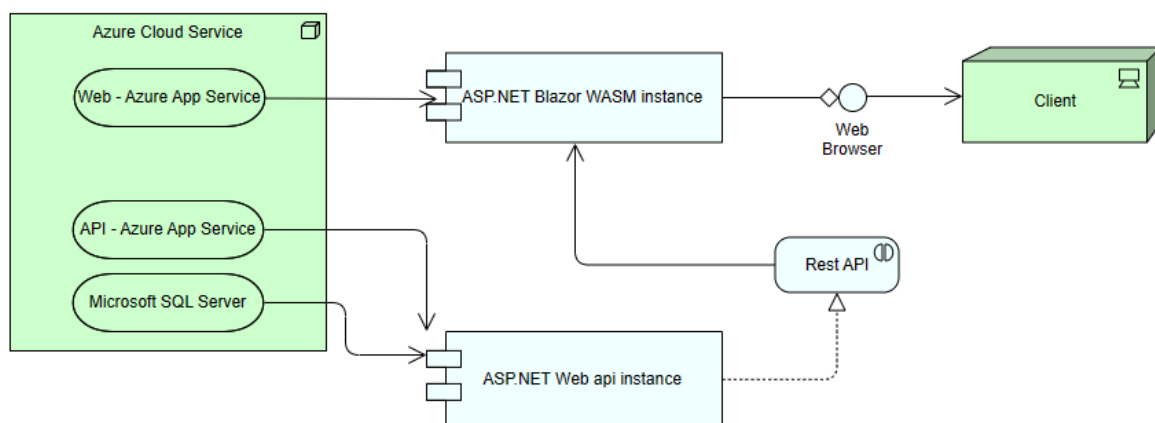 Azure Cloud Service
Web - Azure App Service
ASP.NET Blazor WASM instance
Web
Browser
Client
API - Azure App Service
Rest API
Microsoft SQL Server
ASP.NET Web api instance